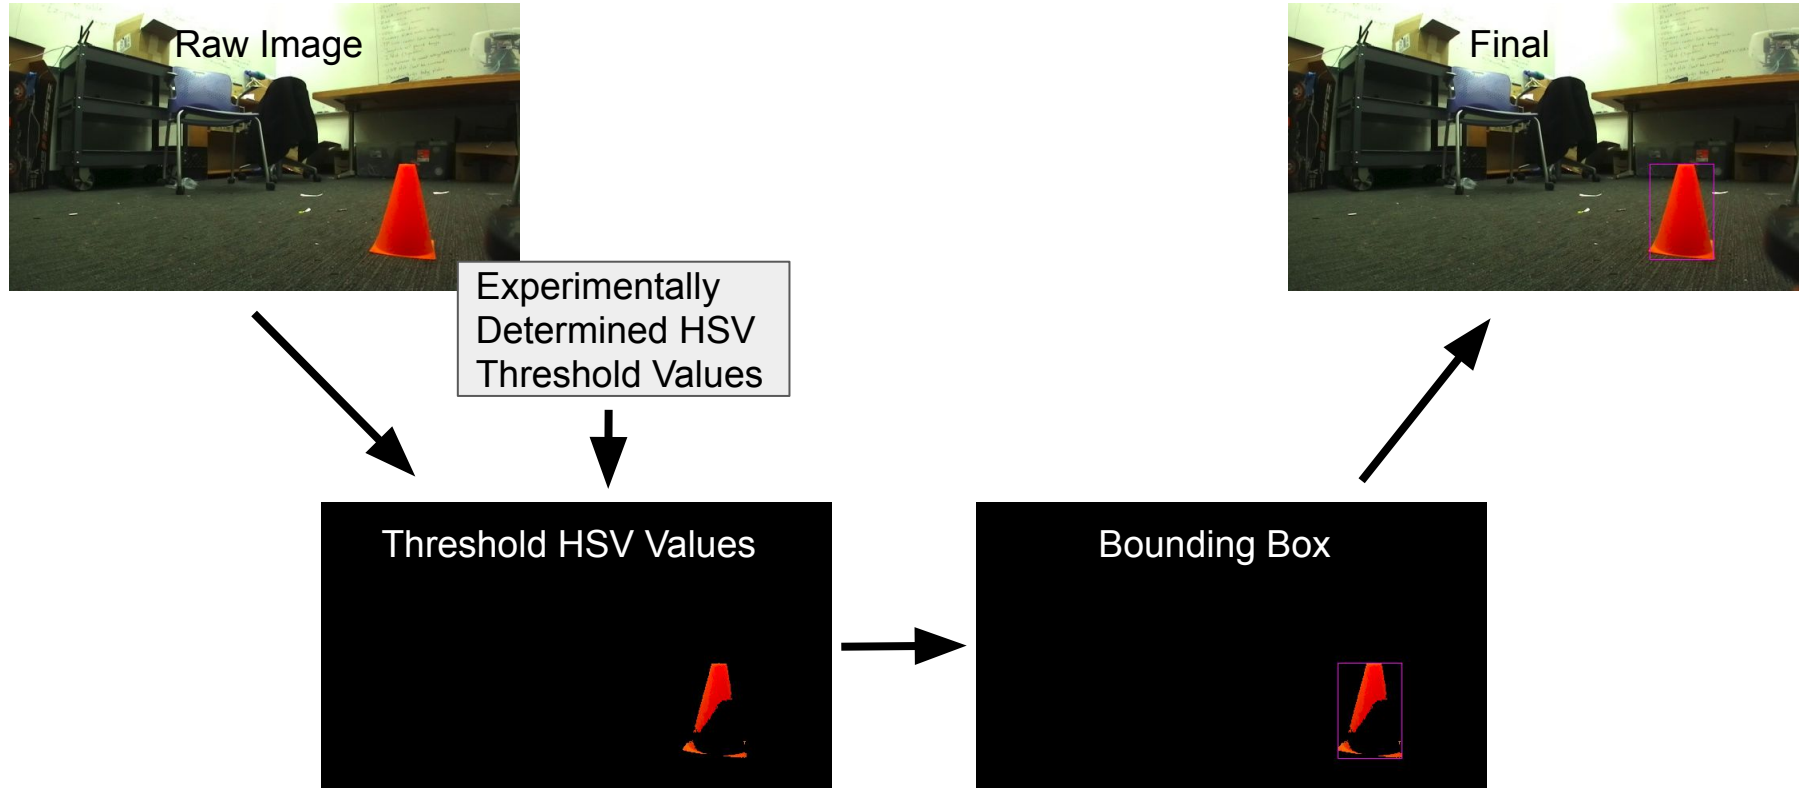 Raw Image
Final
Experimentally
Determined HSV
Threshold Values
Threshold HSV Values
Bounding Box